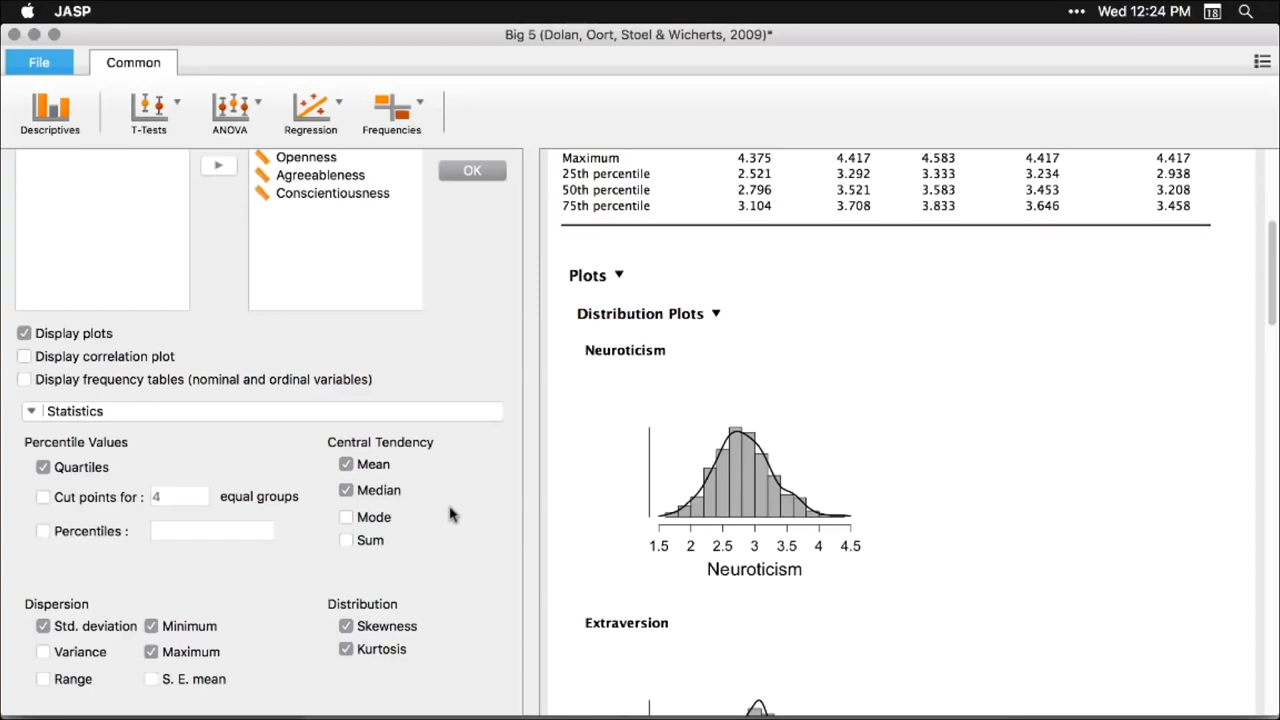 JASP
••• Wed 12:24 PM 18
Big 5 (Dolan, Oort, Stoel & Wicherts, 2009)*
File Common
Descriptives T-Tests ANOVA Regression Frequencies
Openness
Agreeableness
Conscientiousness
OK
Display plots
Display correlation plot
Display frequency tables (nominal and ordinal variables)
Statistics
Percentile Values
Quartiles
Cut points for : 4 equal groups
Percentiles :
Central Tendency
Mean
Median
Mode
Sum
Dispersion
Std. deviation Minimum
Variance Maximum
Range S. E. mean
Distribution
Skewness
Kurtosis
Maximum 4.375 4.417 4.583 4.417 4.417
25th percentile 2.521 3.292 3.333 3.234 2.938
50th percentile 2.796 3.521 3.583 3.453 3.208
75th percentile 3.104 3.708 3.833 3.646 3.458
Plots
Distribution Plots
Neuroticism
1.5 2 2.5 3 3.5 4 4.5
Neuroticism
Extraversion